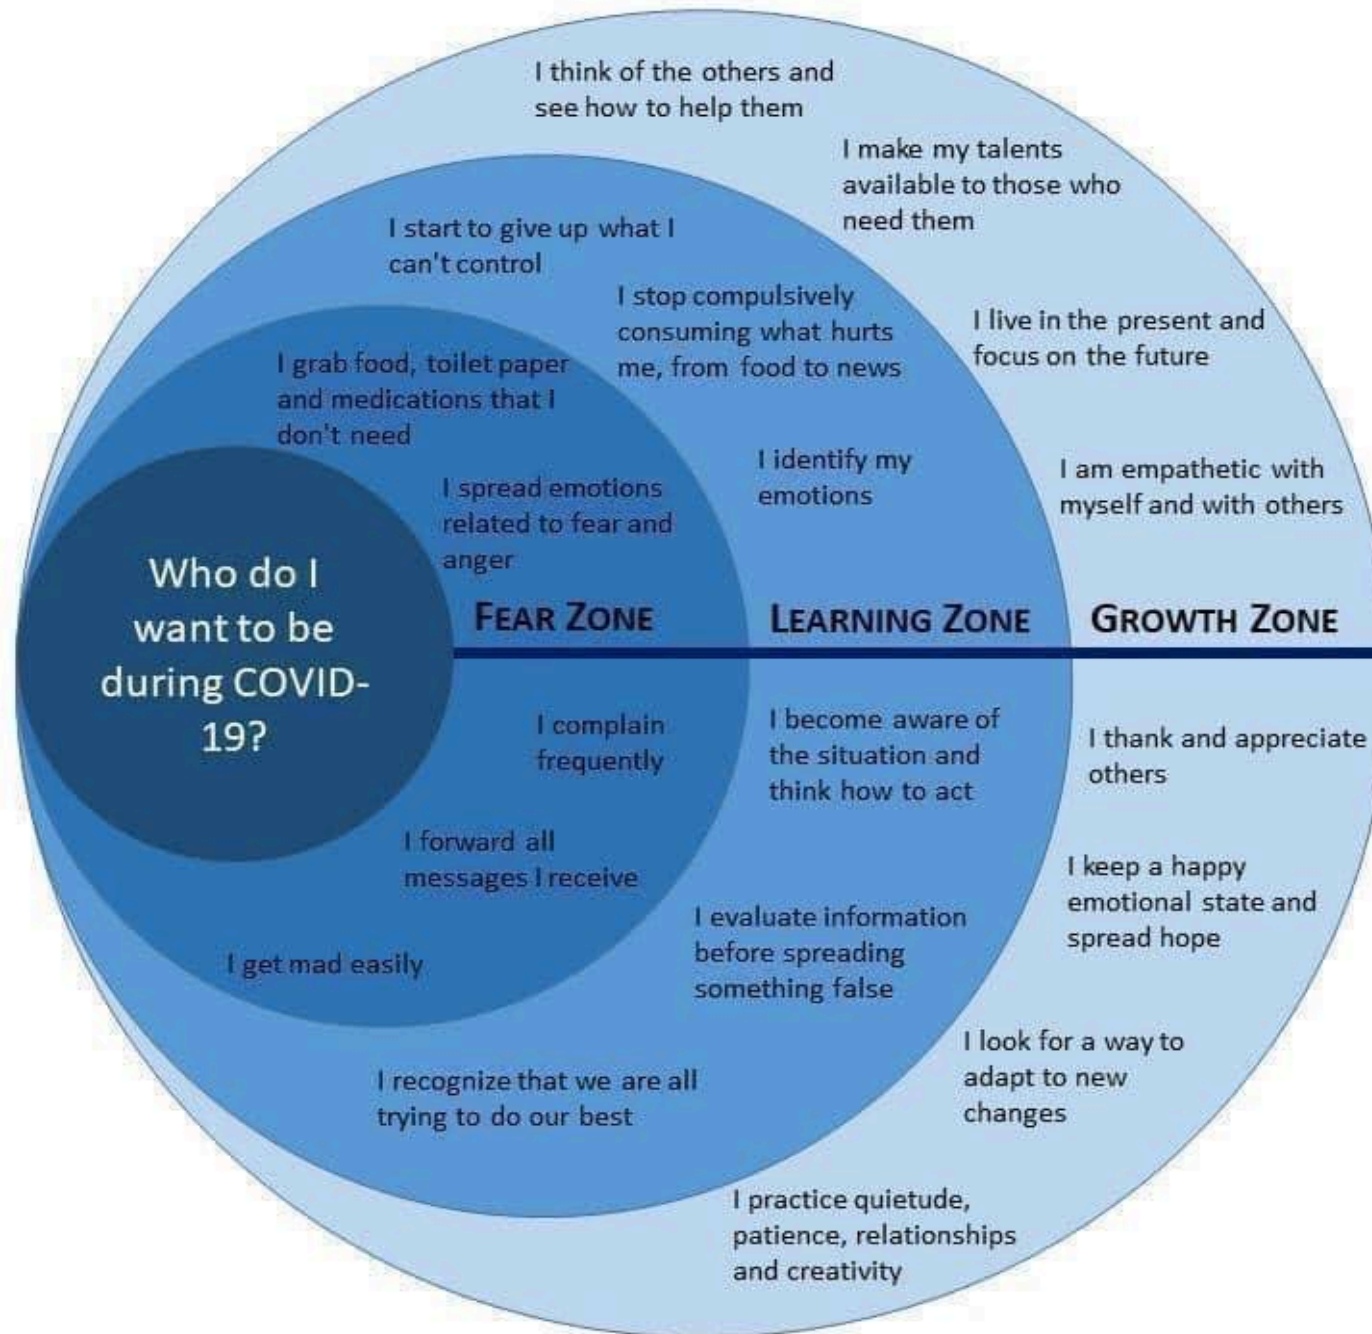 I think of the others and
see how to help them
I make my talents
available to those who
need them
I start to give up what I
can't control
I stop compulsively
consuming what hurts
me, from food to news
I live in the present and
focus on the future
I grab food, toilet paper
and medications that I
don't need
I identify my
emotions
I am empathetic with
myself and with others
I spread emotions
related to fear and
anger
Who do I
want to be
during COVID-
19?
FEAR ZONE
LEARNING ZONE
GROWTH ZONE
I complain
frequently
I become aware of
the situation and
think how to act
I thank and appreciate
others
I forward all
messages I receive
I keep a happy
emotional state and
spread hope
I evaluate information
before spreading
something false
I get mad easily
I look for a way to
adapt to new
changes
I recognize that we are all
trying to do our best
I practice quietude,
patience, relationships
and creativity